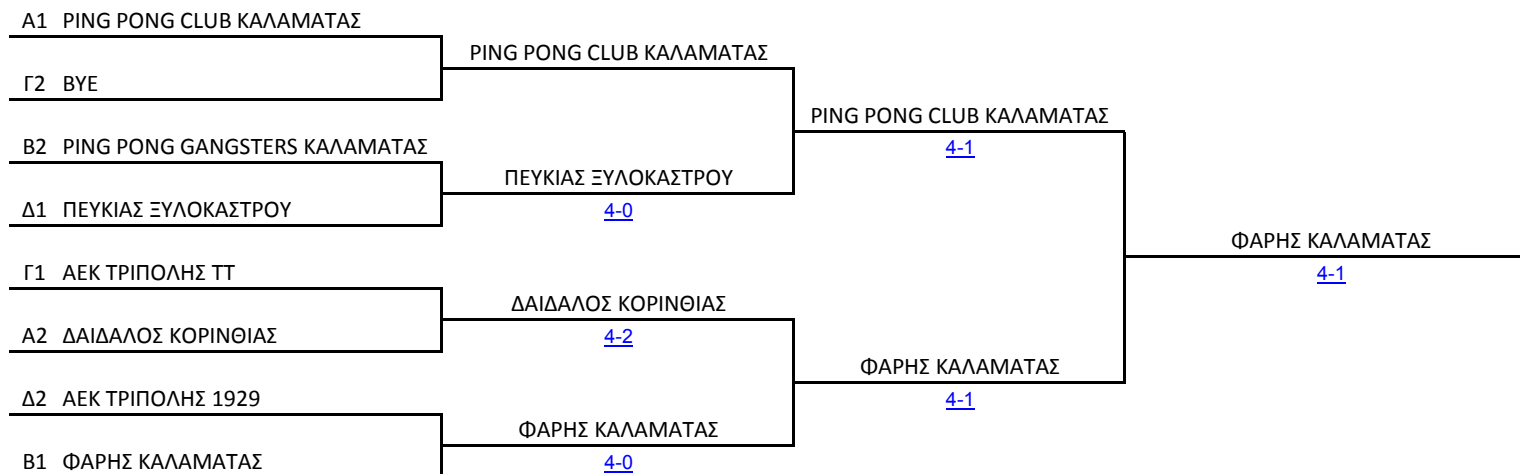 Α1 PING PONG CLUB ΚΑΛΑΜΑΤΑΣ
PING PONG CLUB ΚΑΛΑΜΑΤΑΣ
Γ2 BYE
PING PONG CLUB ΚΑΛΑΜΑΤΑΣ
4-1
Β2 PING PONG GANGSTERS ΚΑΛΑΜΑΤΑΣ
ΠΕΥΚΙΑΣ ΞΥΛΟΚΑΣΤΡΟΥ
4-0
Δ1 ΠΕΥΚΙΑΣ ΞΥΛΟΚΑΣΤΡΟΥ
ΦΑΡΗΣ ΚΑΛΑΜΑΤΑΣ
4-1
Γ1 ΑΕΚ ΤΡΙΠΟΛΗΣ ΤΤ
ΔΑΙΔΑΛΟΣ ΚΟΡΙΝΘΙΑΣ
4-2
Α2 ΔΑΙΔΑΛΟΣ ΚΟΡΙΝΘΙΑΣ
ΦΑΡΗΣ ΚΑΛΑΜΑΤΑΣ
4-1
Δ2 ΑΕΚ ΤΡΙΠΟΛΗΣ 1929
ΦΑΡΗΣ ΚΑΛΑΜΑΤΑΣ
4-0
Β1 ΦΑΡΗΣ ΚΑΛΑΜΑΤΑΣ